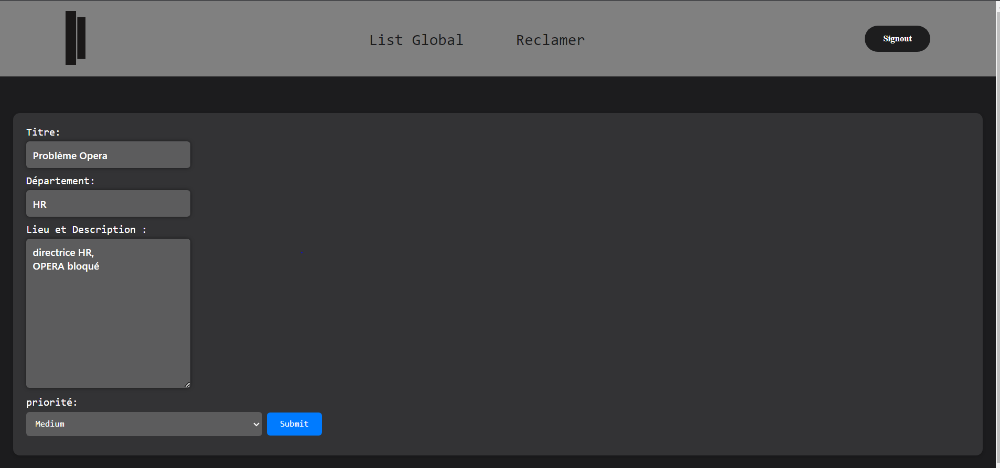 List Global
Reclamer
Signout
Titre:
Problème Opera
Département:
HR
Lieu et Description :
directrice HR,
OPERA bloqué
priorité:
Medium
Submit